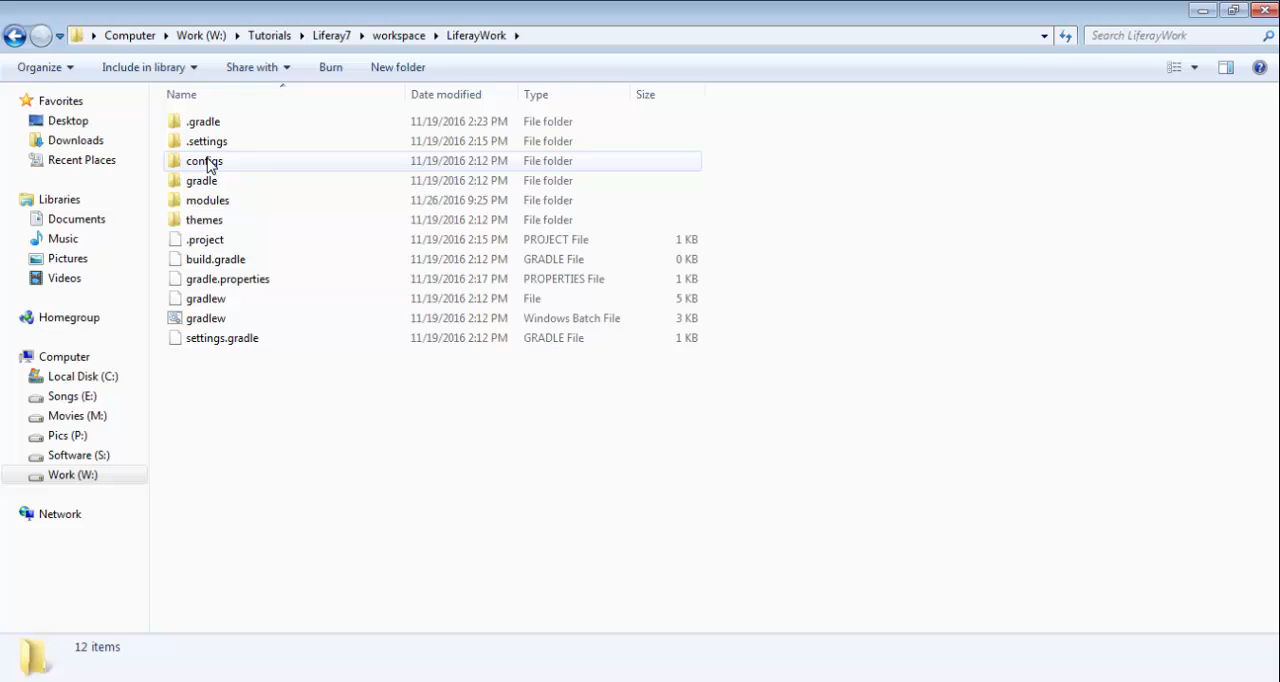 Computer Work (W:) Tutorials Liferay7 workspace LiferayWork Search LiferayWork
Organize Include in library Share with Burn New folder
Name Date modified Type Size
Favorites
Desktop
Downloads
Recent Places
Libraries
Documents
Music
Pictures
Videos
Homegroup
Computer
Local Disk (C:)
Songs (E:)
Movies (M:)
Pics (P:)
Software (S:)
Work (W:)
Network
.gradle 11/19/2016 2:23 PM File folder
.settings 11/19/2016 2:15 PM File folder
configs 11/19/2016 2:12 PM File folder
gradle 11/19/2016 2:12 PM File folder
modules 11/26/2016 9:25 PM File folder
themes 11/19/2016 2:12 PM File folder
.project 11/19/2016 2:15 PM PROJECT File 1 KB
build.gradle 11/19/2016 2:12 PM GRADLE File 0 KB
gradle.properties 11/19/2016 2:17 PM PROPERTIES File 1 KB
gradlew 11/19/2016 2:12 PM File 5 KB
gradlew 11/19/2016 2:12 PM Windows Batch File 3 KB
settings.gradle 11/19/2016 2:12 PM GRADLE File 1 KB
12 items